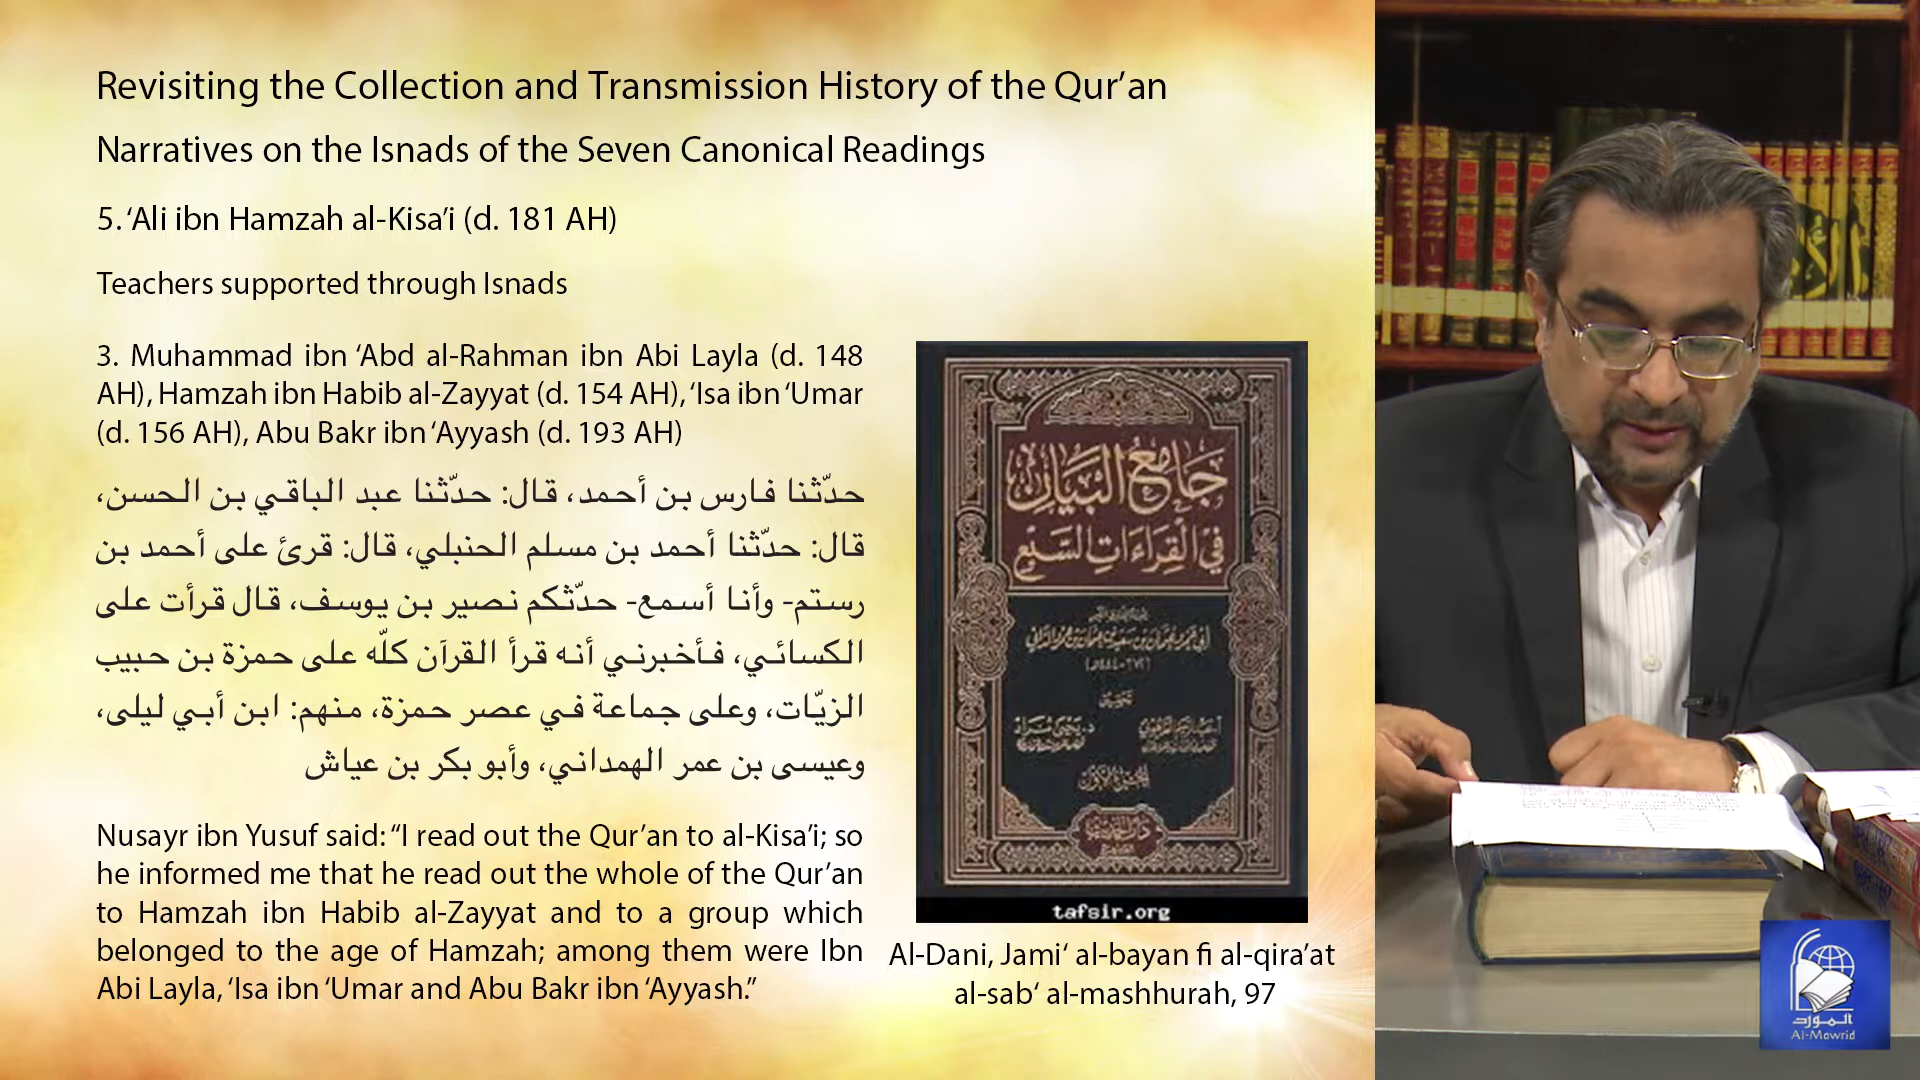 Revisiting the Collection and Transmission History of the Qur’an
Narratives on the Isnads of the Seven Canonical Readings
5. ‘Ali ibn Hamzah al-Kisa’i (d. 181 AH)
Teachers supported through Isnads
3. Muhammad ibn ‘Abd al-Rahman ibn Abi Layla (d. 148
AH), Hamzah ibn Habib al-Zayyat (d. 154 AH), ‘Isa ibn ‘Umar
(d. 156 AH), Abu Bakr ibn ‘Ayyash (d. 193 AH)
حدّثنا فارس بن أحمد، قال: حدّثنا عبد الباقي بن الحسن،
قال: حدّثنا أحمد بن مسلم الحنبلي، قال: قرئ على أحمد بن
رستم- وأنا أسمع- حدّثكم نصير بن يوسف، قال قرأت على
الكسائي، فأخبرني أنه قرأ القرآن كلّه على حمزة بن حبيب
الزيّات، وعلى جماعة في عصر حمزة، منهم: ابن أبي ليلى،
وعيسى بن عمر الهمداني، وأبو بكر بن عياش
Nusayr ibn Yusuf said: “I read out the Qur’an to al-Kisa’i; so
he informed me that he read out the whole of the Qur’an
to Hamzah ibn Habib al-Zayyat and to a group which
belonged to the age of Hamzah; among them were Ibn
Abi Layla, ‘Isa ibn ‘Umar and Abu Bakr ibn ‘Ayyash.”
جَامِعُ البَيَانِ
فِي الْقِرَاءَاتِ السَّبْعِ
تحقيق
tafsir.org
Al-Dani, Jami‘ al-bayan fi al-qira’at
al-sab‘ al-mashhurah, 97
المورد
Al-Mawrid